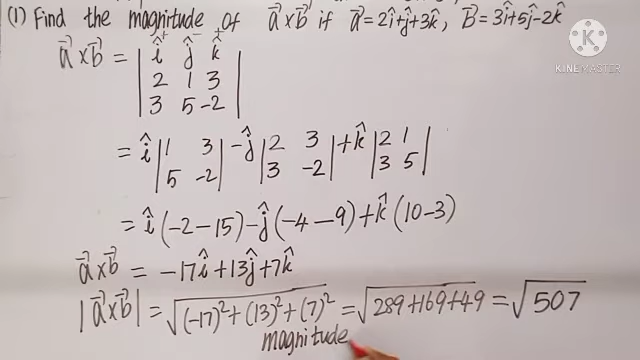 (1) Find the magnitude of a⃗×b⃗ if a⃗=2î+ĵ+3k̂, B⃗=3î+5ĵ-2k̂
KINEMASTER
a⃗×b⃗ = | î⁺ ĵ⁻ k̂⁺ |
| 2 1 3 |
| 3 5 -2 |
= î |1 3; 5 -2| -ĵ |2 3; 3 -2| +k̂ |2 1; 3 5|
= î(-2-15)-ĵ(-4-9)+k̂(10-3)
a⃗×b⃗ = -17î+13ĵ+7k̂
|a⃗×b⃗| = √((-17)²+(13)²+(7)²) = √(289+169+49) = √507
magnitude